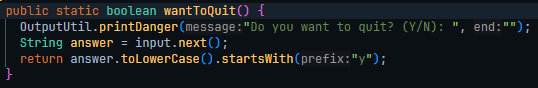 public static boolean wantToQuit() {
OutputUtil.printDanger(message:"Do you want to quit? (Y/N): ", end:"");
String answer = input.next();
return answer.toLowerCase().startsWith(prefix:"y");
}